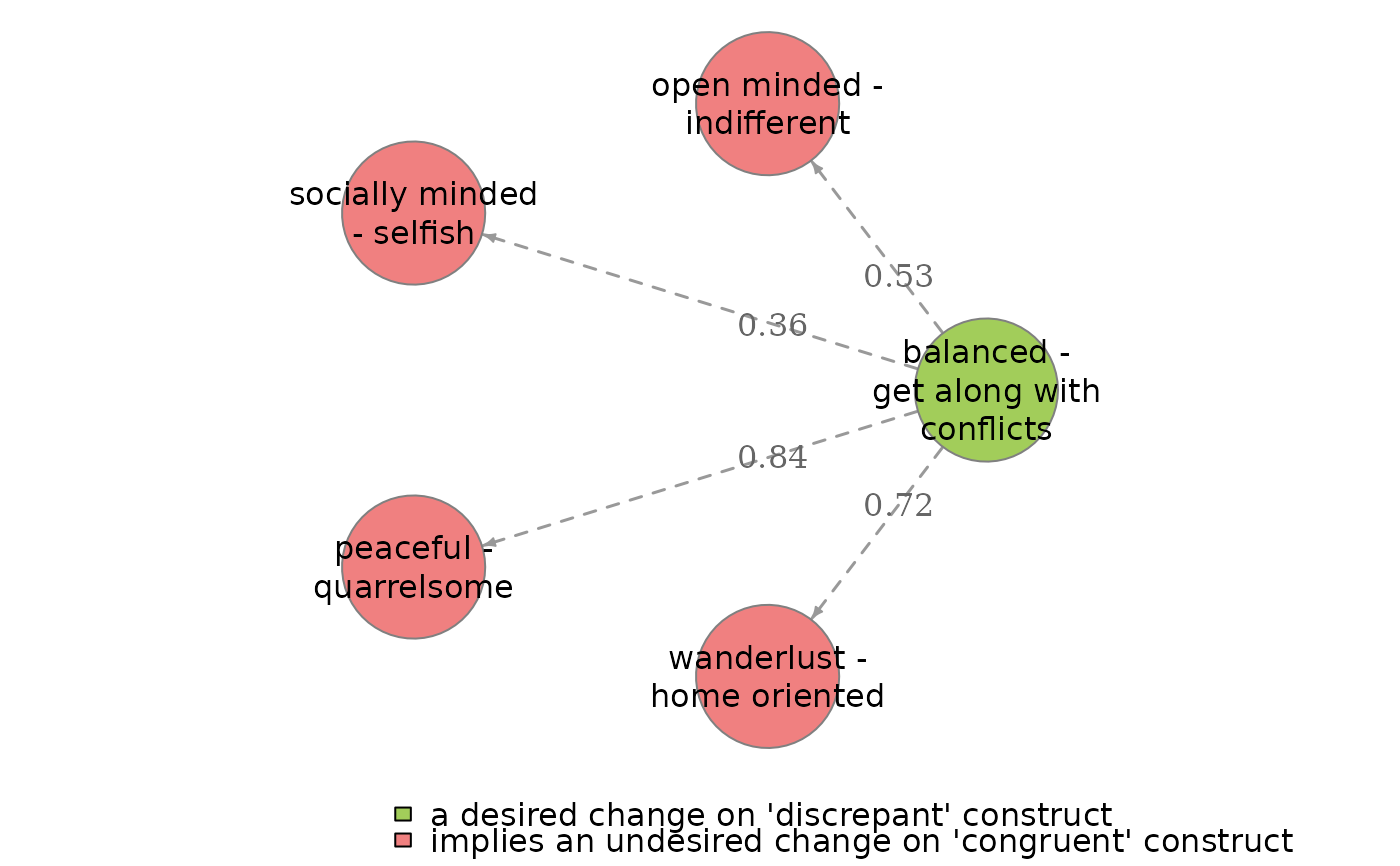 open minded -
indifferent
socially minded
- selfish
0.53
0.36
balanced -
get along with
conflicts
0.84
0.72
peaceful -
quarrelsome
wanderlust -
home oriented
a desired change on 'discrepant' construct
implies an undesired change on 'congruent' construct